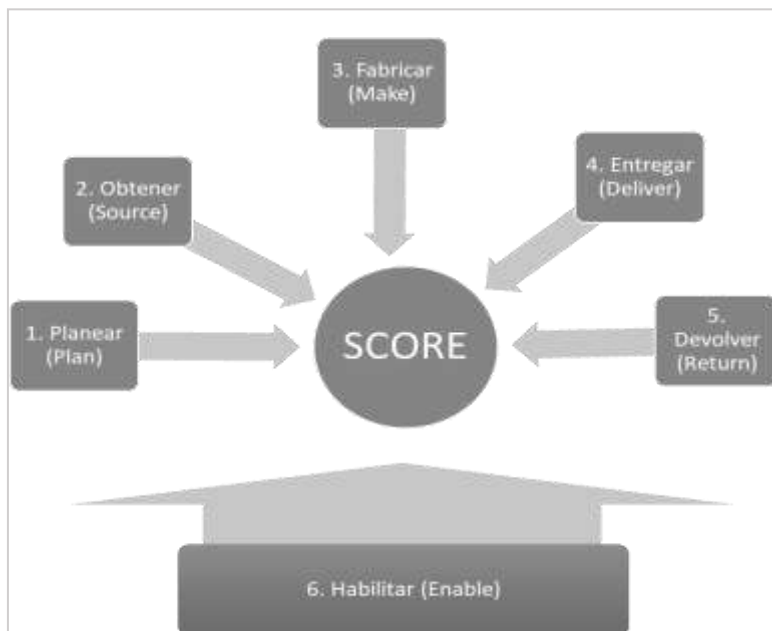 3. Fabricar
(Make)
2. Obtener
(Source)
4. Entregar
(Deliver)
1. Planear
(Plan)
SCORE
5.
Devolver
(Return)
6. Habilitar (Enable)